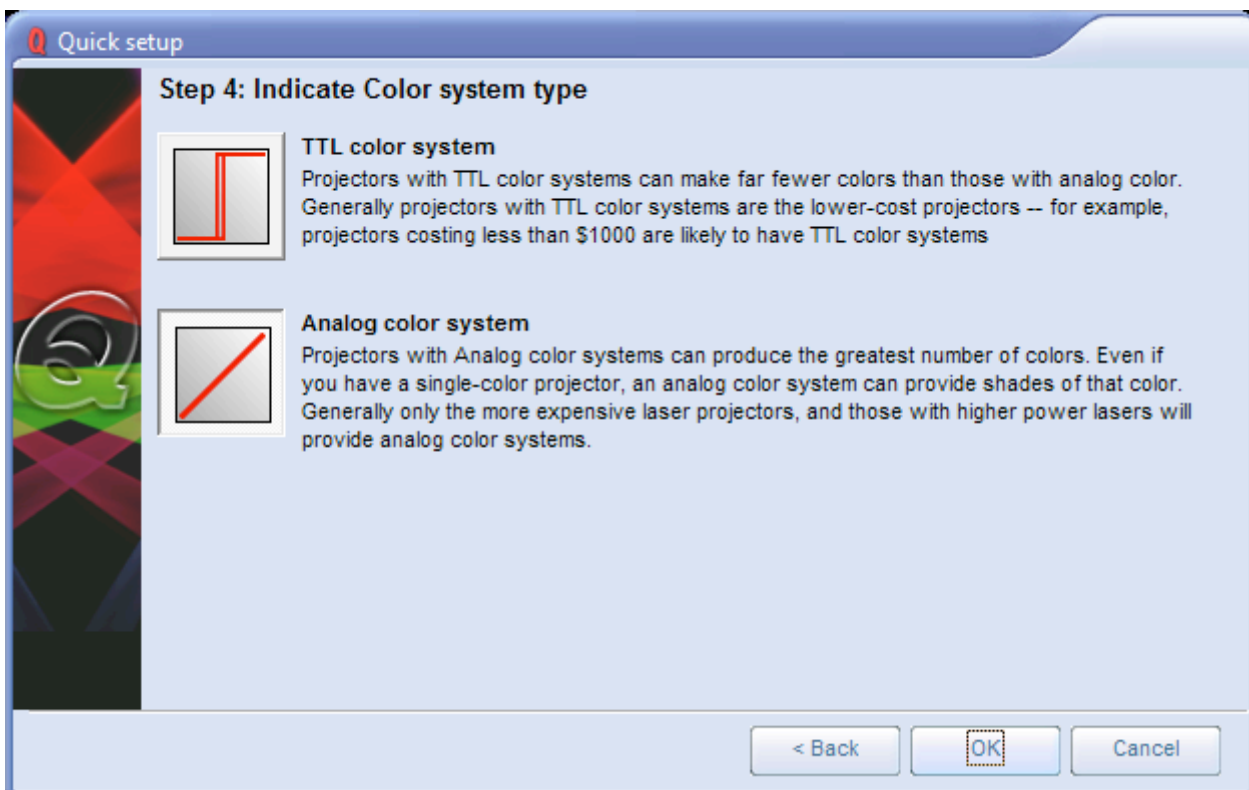 Quick setup
Step 4: Indicate Color system type
TTL color system
Projectors with TTL color systems can make far fewer colors than those with analog color.
Generally projectors with TTL color systems are the lower-cost projectors -- for example,
projectors costing less than $1000 are likely to have TTL color systems
Analog color system
Projectors with Analog color systems can produce the greatest number of colors. Even if
you have a single-color projector, an analog color system can provide shades of that color.
Generally only the more expensive laser projectors, and those with higher power lasers will
provide analog color systems.
Q
< Back
OK
Cancel